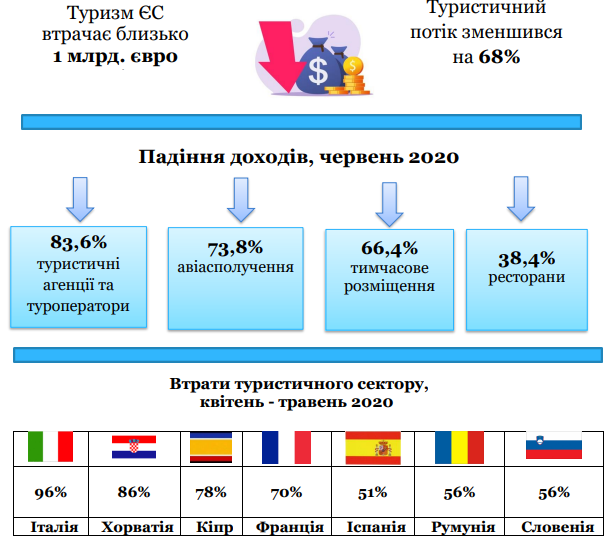 Туризм ЄС
втрачає близько
1 млрд. євро
Туристичний
потік зменшився
на 68%
$
$
Падіння доходів, червень 2020
83,6%
туристичні
агенції та
туроператори
73,8%
авіасполучення
66,4%
тимчасове
розміщення
38,4%
ресторани
Втрати туристичного сектору,
квітень - травень 2020
96% 86% 78% 70% 51% 56% 56%
Італія Хорватія Кіпр Франція Іспанія Румунія Словенія